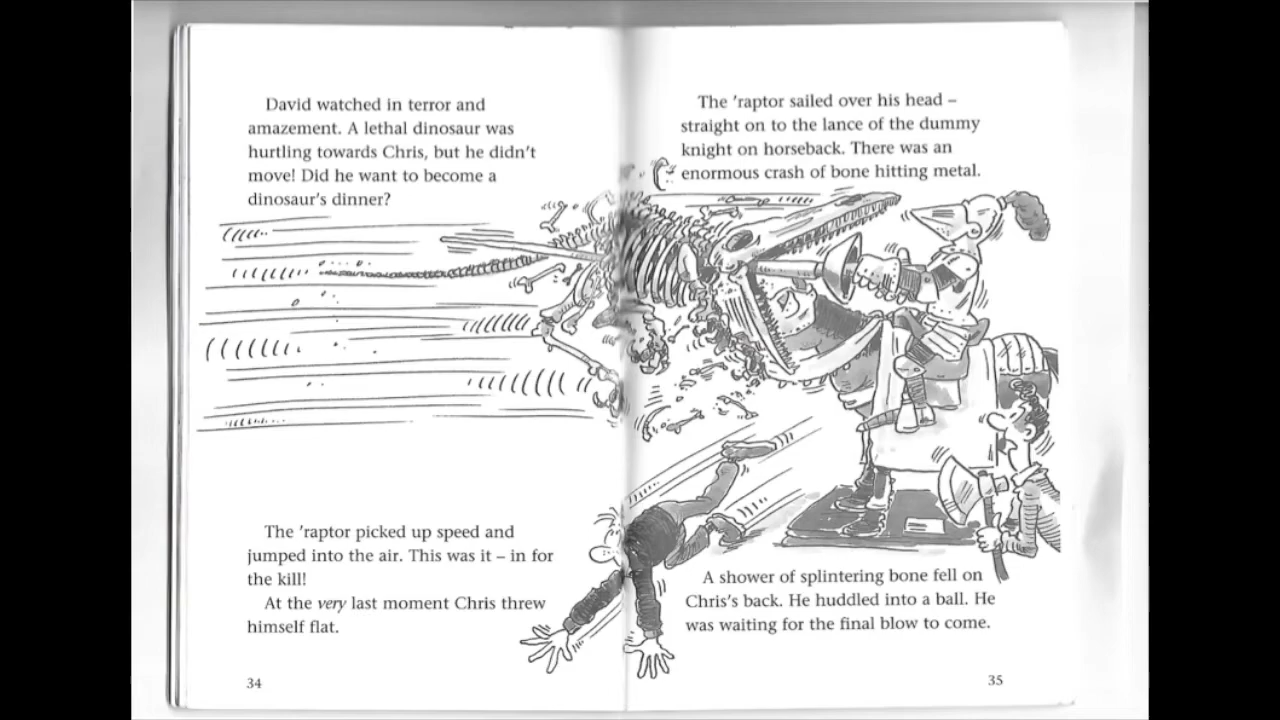 David watched in terror and
amazement. A lethal dinosaur was
hurtling towards Chris, but he didn't
move! Did he want to become a
dinosaur's dinner?
The 'raptor picked up speed and
jumped into the air. This was it – in for
the kill!
At the very last moment Chris threw
himself flat.
34
The 'raptor sailed over his head –
straight on to the lance of the dummy
knight on horseback. There was an
enormous crash of bone hitting metal.
A shower of splintering bone fell on
Chris's back. He huddled into a ball. He
was waiting for the final blow to come.
35